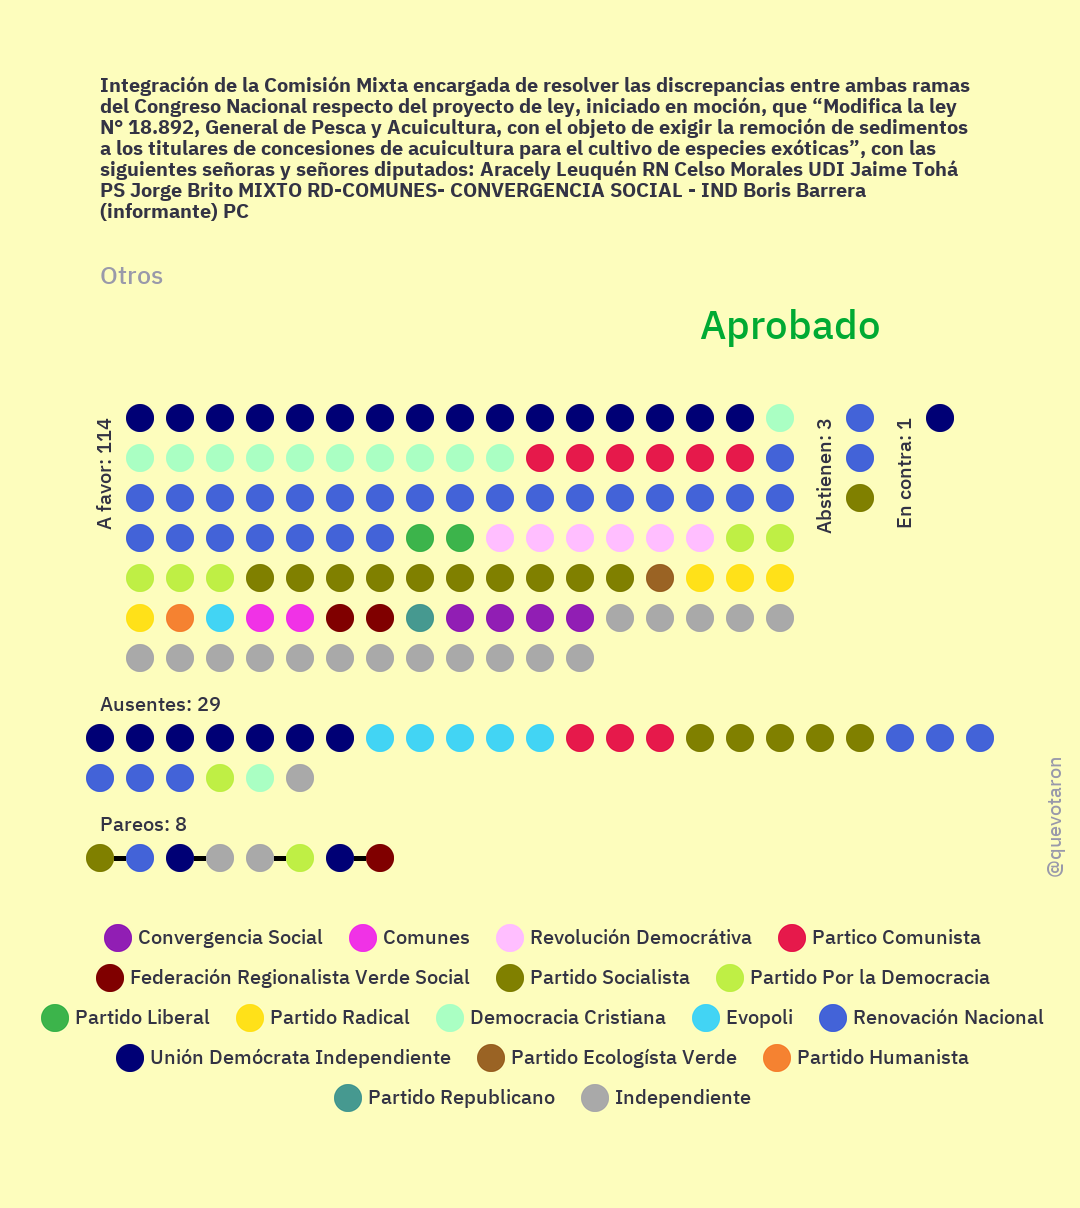 Integración de la Comisión Mixta encargada de resolver las discrepancias entre ambas ramas
del Congreso Nacional respecto del proyecto de ley, iniciado en moción, que “Modifica la ley
N° 18.892, General de Pesca y Acuicultura, con el objeto de exigir la remoción de sedimentos
a los titulares de concesiones de acuicultura para el cultivo de especies exóticas”, con las
siguientes señoras y señores diputados: Aracely Leuquén RN Celso Morales UDI Jaime Tohá
PS Jorge Brito MIXTO RD-COMUNES- CONVERGENCIA SOCIAL - IND Boris Barrera
(informante) PC
Otros
Aprobado
A favor: 114
Abstienen: 3
En contra: 1
Ausentes: 29
Pareos: 8
@quevotaron
Convergencia Social Comunes Revolución Democrátiva Partico Comunista
Federación Regionalista Verde Social Partido Socialista Partido Por la Democracia
Partido Liberal Partido Radical Democracia Cristiana Evopoli Renovación Nacional
Unión Demócrata Independiente Partido Ecologísta Verde Partido Humanista
Partido Republicano Independiente